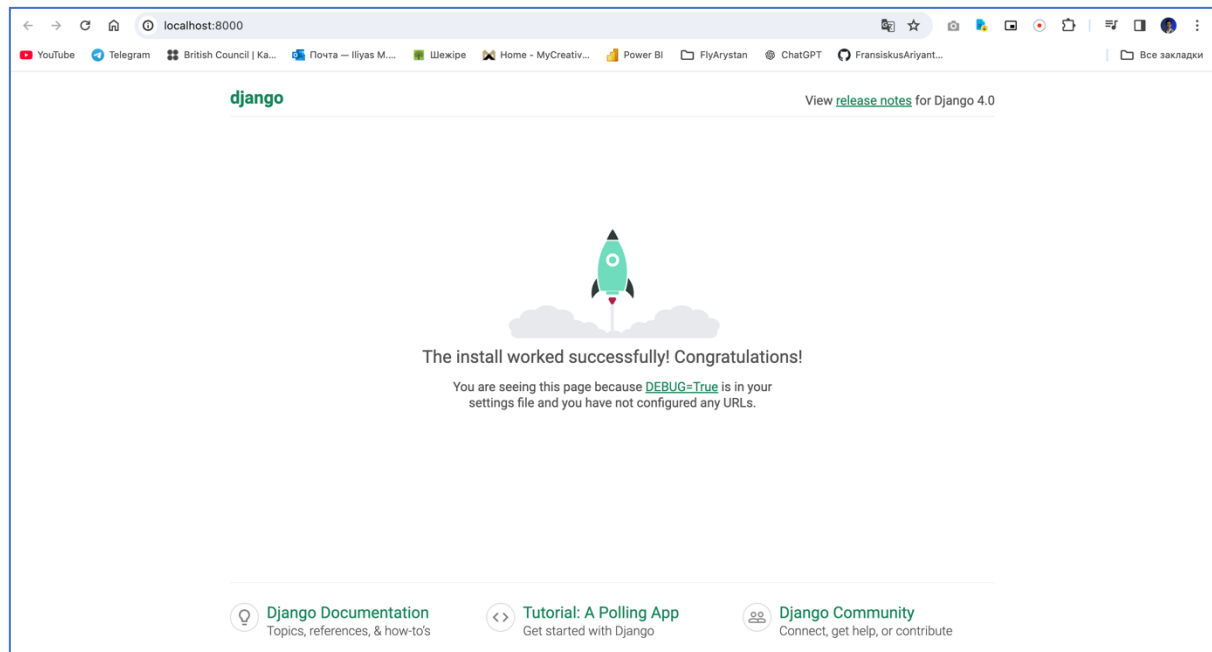 localhost:8000
YouTube Telegram British Council | Ka... Почта — Iliyas M.... Шежіре Home - MyCreativ... Power BI FlyArystan ChatGPT FransiskusAriyant... Все закладки
django View release notes for Django 4.0
The install worked successfully! Congratulations!
You are seeing this page because DEBUG=True is in your
settings file and you have not configured any URLs.
Django Documentation Tutorial: A Polling App Django Community
Topics, references, & how-to's Get started with Django Connect, get help, or contribute